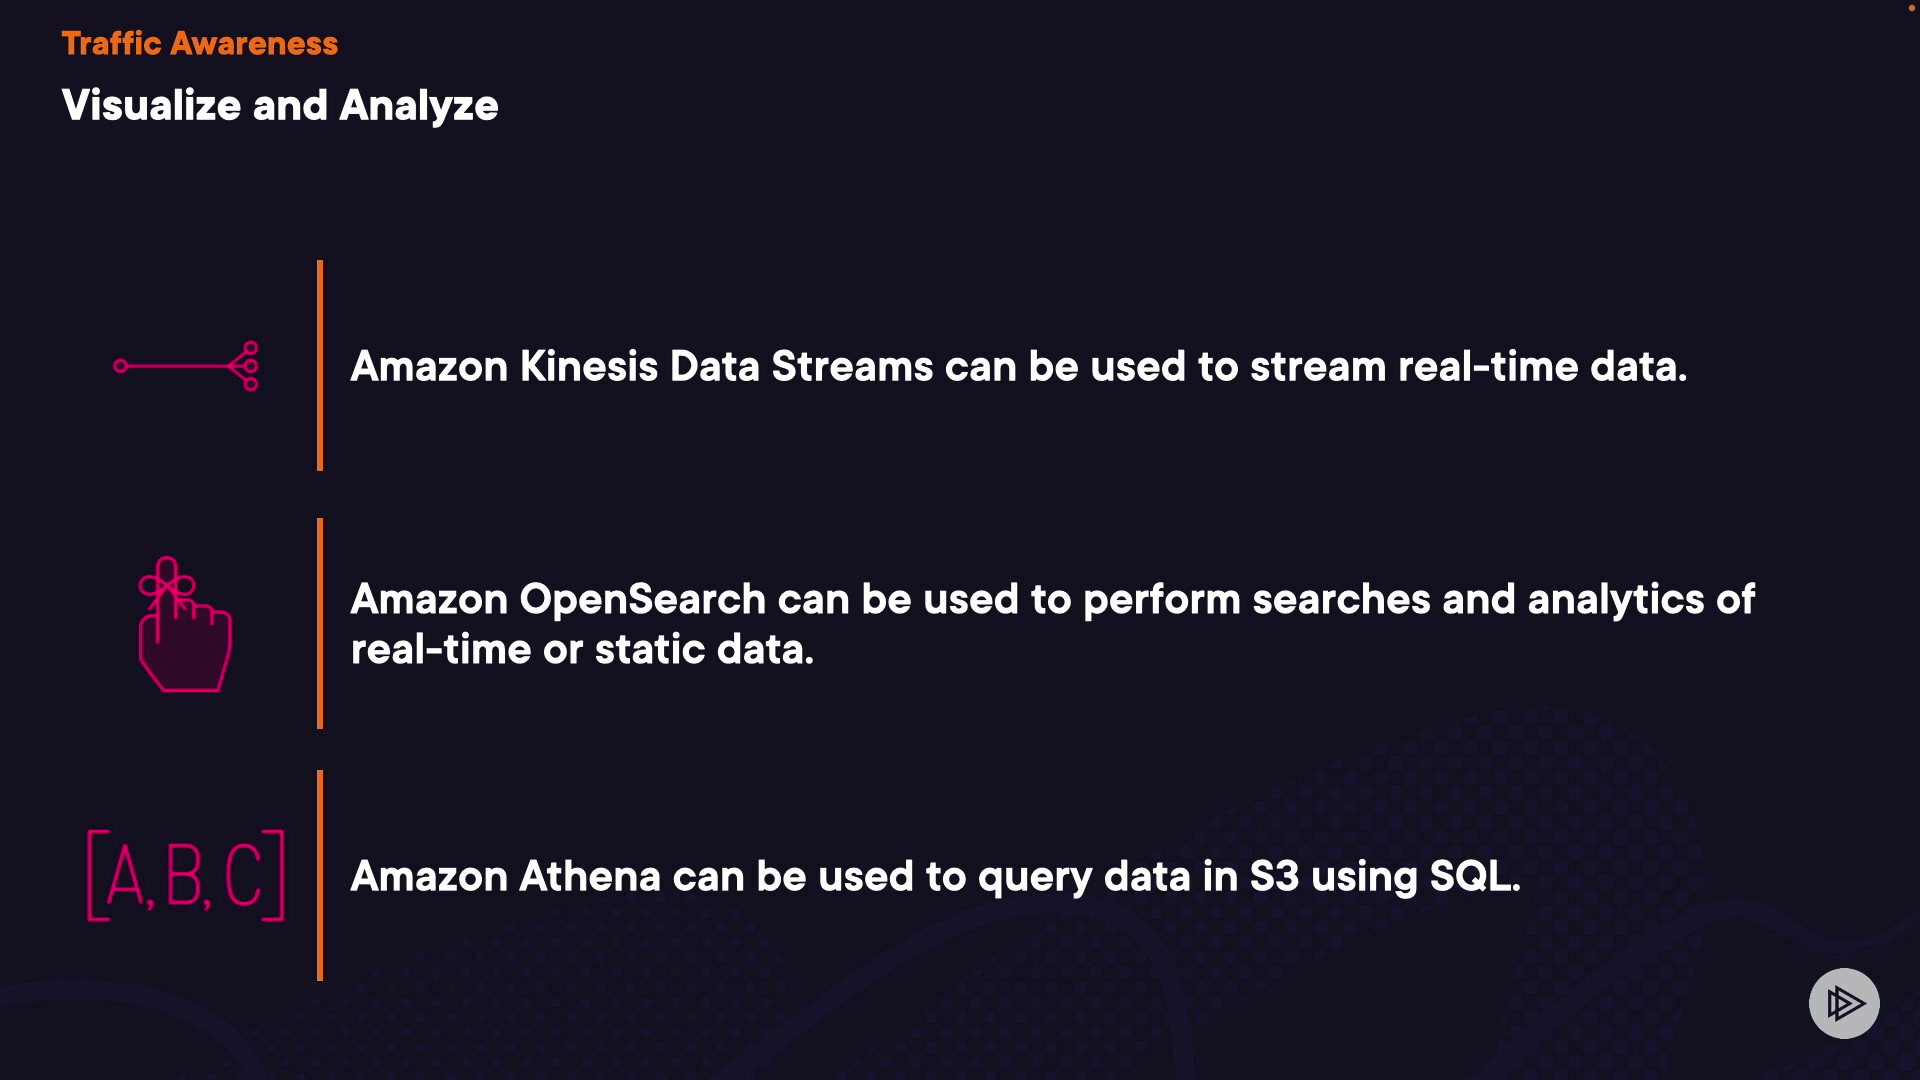 Traffic Awareness
Visualize and Analyze
Amazon Kinesis Data Streams can be used to stream real-time data.
Amazon OpenSearch can be used to perform searches and analytics of
real-time or static data.
[A,B,C]
Amazon Athena can be used to query data in S3 using SQL.